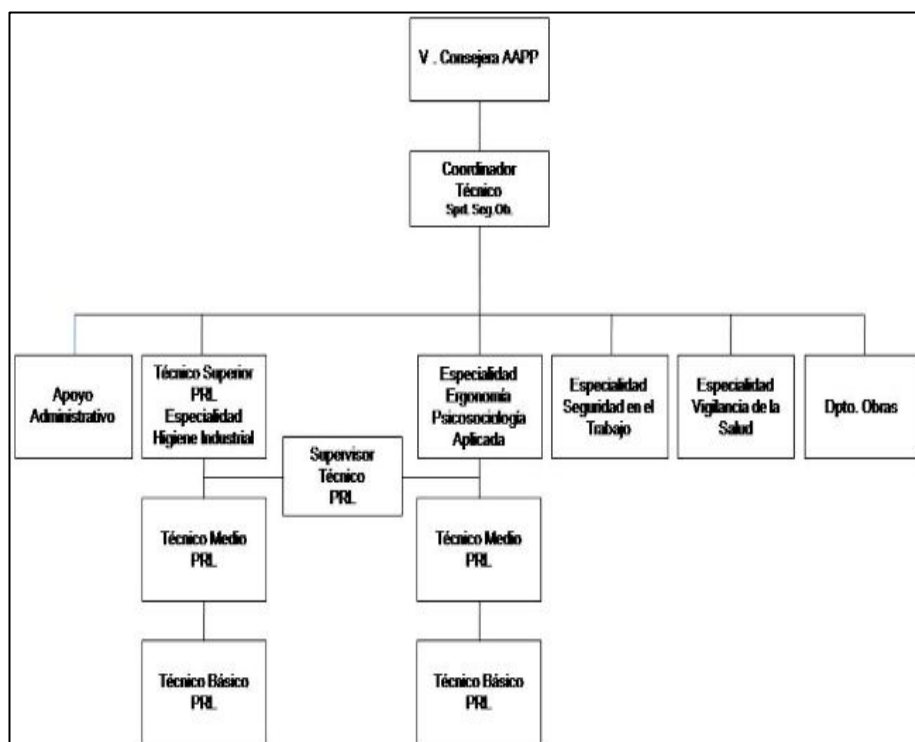 V . Consejera AAPP
Coordinador
Técnico
Sprl. Seg.Ob.
Apoyo
Administrativo
Técnico Superior
PRL
Especialidad
Higiene Industrial
Especialidad
Ergonomía
Psicosociología
Aplicada
Especialidad
Seguridad en el
Trabajo
Especialidad
Vigilancia de la
Salud
Dpto. Obras
Supervisor
Técnico
PRL
Técnico Medio
PRL
Técnico Medio
PRL
Técnico Básico
PRL
Técnico Básico
PRL